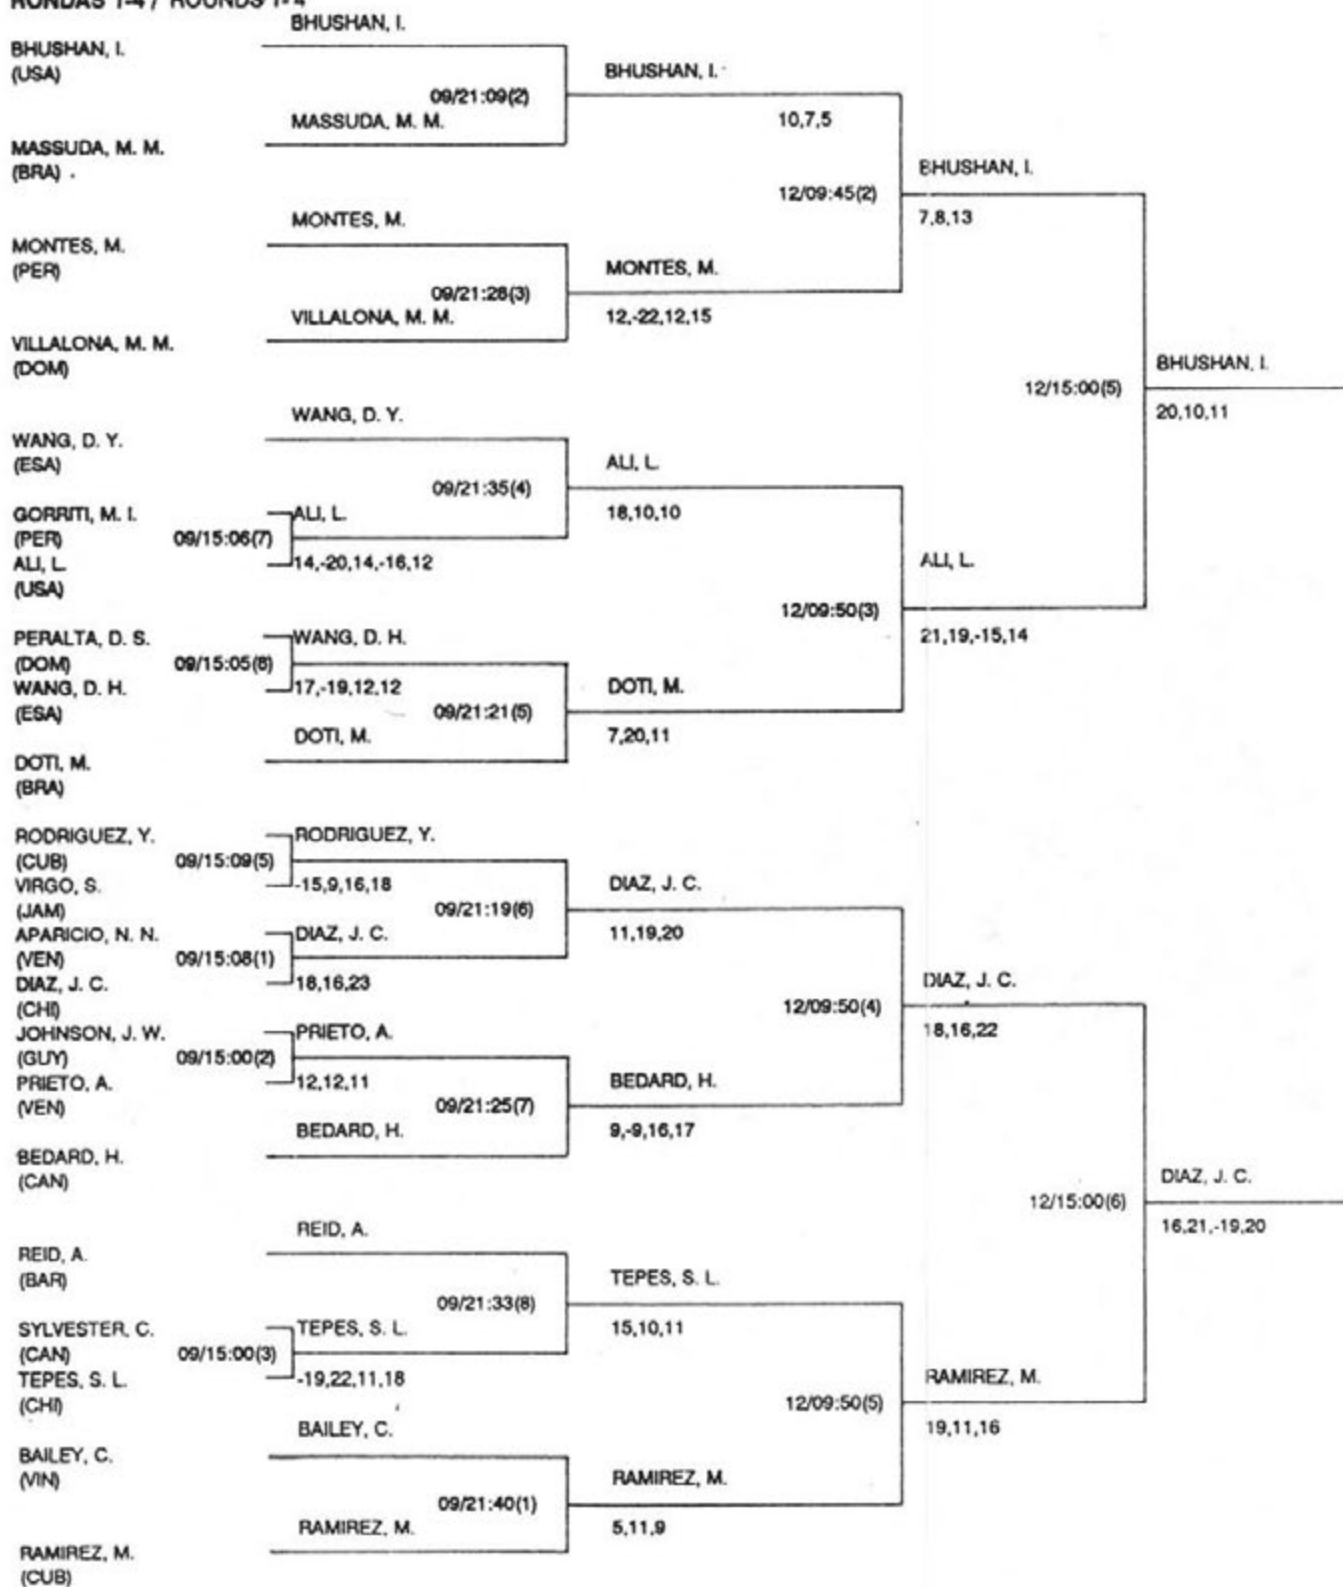 RONDAS 1-4 / ROUNDS 1-4
BHUSHAN, I.
BHUSHAN, I.
(USA)
BHUSHAN, I.
09/21:09(2)
10,7,5
MASSUDA, M. M.
MASSUDA, M. M.
(BRA)
BHUSHAN, I.
12/09:45(2)
7,8,13
MONTES, M.
MONTES, M.
(PER)
MONTES, M.
09/21:28(3)
12,-22,12,15
VILLALONA, M. M.
VILLALONA, M. M.
(DOM)
BHUSHAN, I.
12/15:00(5)
20,10,11
WANG, D. Y.
WANG, D. Y.
(ESA)
ALI, L.
09/21:35(4)
18,10,10
GORRITI, M. I.
(PER)
ALI, L.
(USA)
09/15:06(7)
ALI, L.
14,-20,14,-16,12
ALI, L.
12/09:50(3)
21,19,-15,14
PERALTA, D. S.
(DOM)
WANG, D. H.
(ESA)
09/15:05(8)
WANG, D. H.
17,-19,12,12
DOTI, M.
09/21:21(5)
7,20,11
DOTI, M.
DOTI, M.
(BRA)
RODRIGUEZ, Y.
(CUB)
VIRGO, S.
(JAM)
09/15:09(5)
RODRIGUEZ, Y.
-15,9,16,18
DIAZ, J. C.
09/21:19(6)
11,19,20
APARICIO, N. N.
(VEN)
DIAZ, J. C.
(CHI)
09/15:08(1)
DIAZ, J. C.
18,16,23
DIAZ, J. C.
12/09:50(4)
18,16,22
JOHNSON, J. W.
(GUY)
PRIETO, A.
(VEN)
09/15:00(2)
PRIETO, A.
12,12,11
BEDARD, H.
09/21:25(7)
9,-9,16,17
BEDARD, H.
BEDARD, H.
(CAN)
DIAZ, J. C.
12/15:00(6)
16,21,-19,20
REID, A.
REID, A.
(BAR)
TEPES, S. L.
09/21:33(8)
15,10,11
SYLVESTER, C.
(CAN)
TEPES, S. L.
(CHI)
09/15:00(3)
TEPES, S. L.
-19,22,11,18
RAMIREZ, M.
12/09:50(5)
19,11,16
BAILEY, C.
BAILEY, C.
(VIN)
RAMIREZ, M.
09/21:40(1)
5,11,9
RAMIREZ, M.
RAMIREZ, M.
(CUB)